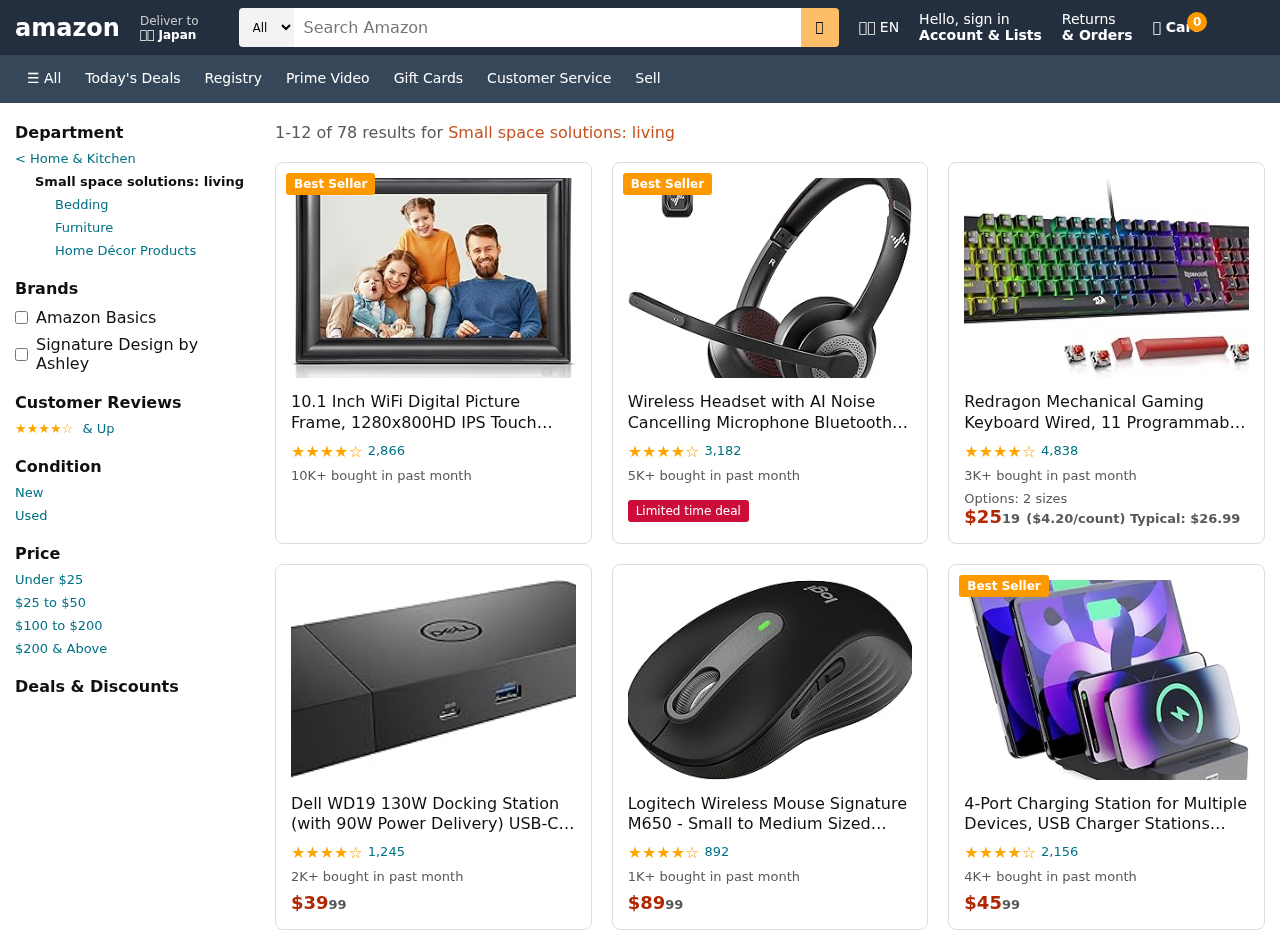 amazon
Deliver to
Japan
All
Search Amazon
EN
Hello, sign in
Account & Lists
Returns
& Orders
0
☰ All
Today's Deals
Registry
Prime Video
Gift Cards
Customer Service
Sell
Department
< Home & Kitchen
Small space solutions: living
Bedding
Furniture
Home Décor Products
Brands
Amazon Basics
Signature Design by
Ashley
Customer Reviews
★★★★☆ & Up
Condition
New
Used
Price
Under $25
$25 to $50
$100 to $200
$200 & Above
Deals & Discounts
1-12 of 78 results for Small space solutions: living
Best Seller
10.1 Inch WiFi Digital Picture
Frame, 1280x800HD IPS Touch…
★★★★☆ 2,866
10K+ bought in past month
Best Seller
R
Wireless Headset with AI Noise
Cancelling Microphone Bluetooth…
★★★★☆ 3,182
5K+ bought in past month
Limited time deal
Redragon Mechanical Gaming
Keyboard Wired, 11 Programmab…
★★★★☆ 4,838
3K+ bought in past month
Options: 2 sizes
$25 19 ($4.20/count) Typical: $26.99
DELL
Dell WD19 130W Docking Station
(with 90W Power Delivery) USB-C…
★★★★☆ 1,245
2K+ bought in past month
$39 99
logi
Logitech Wireless Mouse Signature
M650 - Small to Medium Sized…
★★★★☆ 892
1K+ bought in past month
$89 99
Best Seller
4-Port Charging Station for Multiple
Devices, USB Charger Stations…
★★★★☆ 2,156
4K+ bought in past month
$45 99